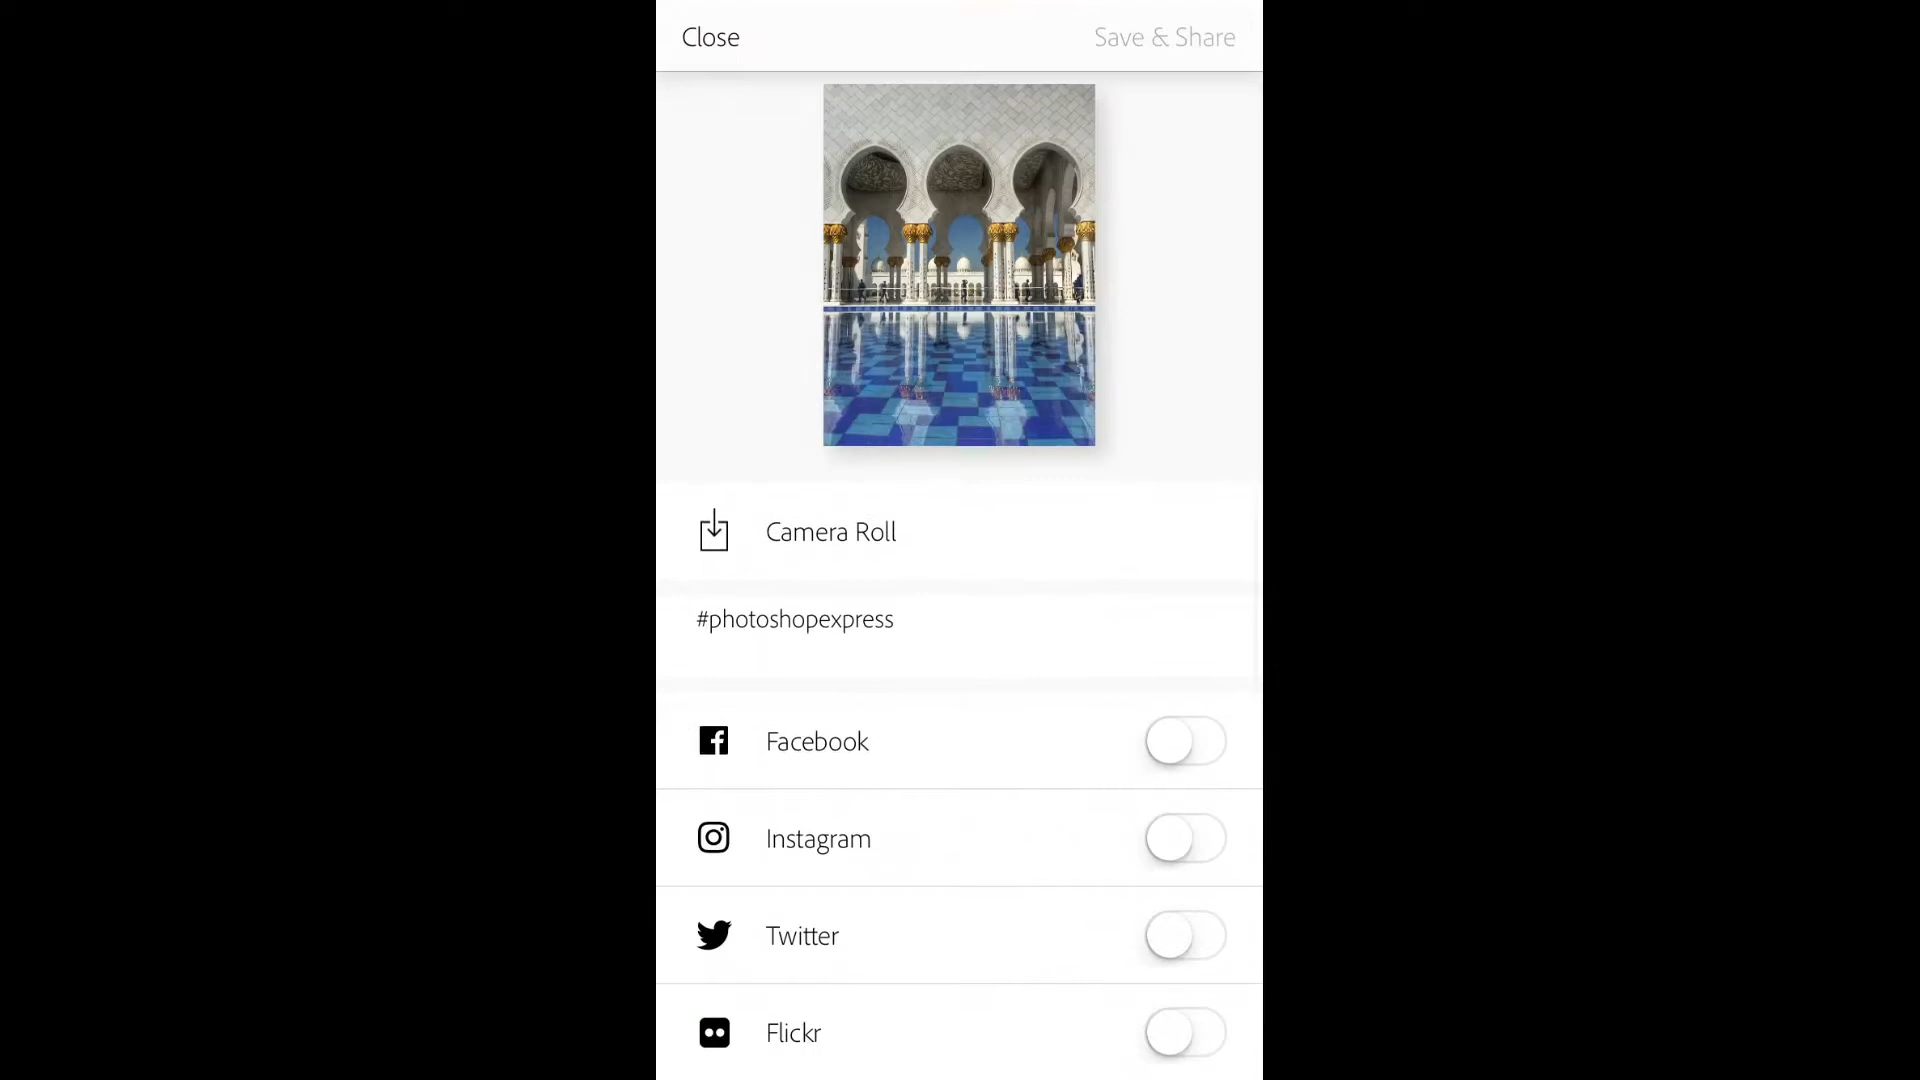 Close
Save & Share
Camera Roll
#photoshopexpress
Facebook
Instagram
Twitter
Flickr